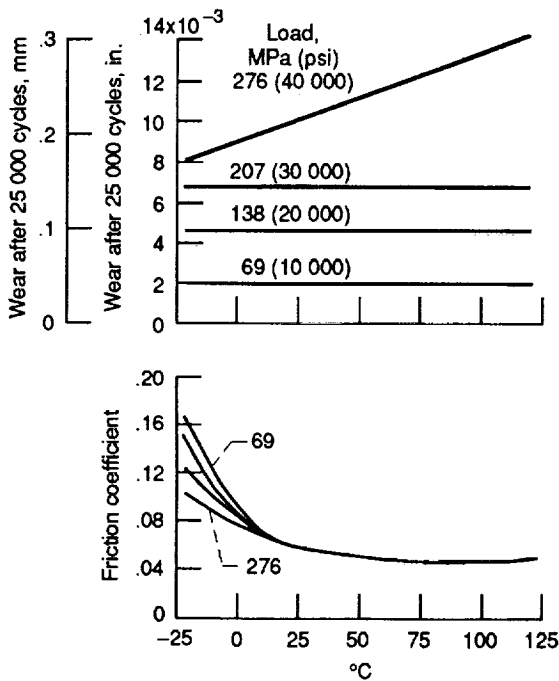 14x10-3
.3
12
10
.2
8
6
.1
4
2
0
0
Wear after 25 000 cycles, mm
Wear after 25 000 cycles, in.
Load,
MPa (psi)
276 (40 000)
207 (30 000)
138 (20 000)
69 (10 000)
.20
.16
.12
.08
.04
0
Friction coefficient
69
276
−25 0 25 50 75 100 125
°C